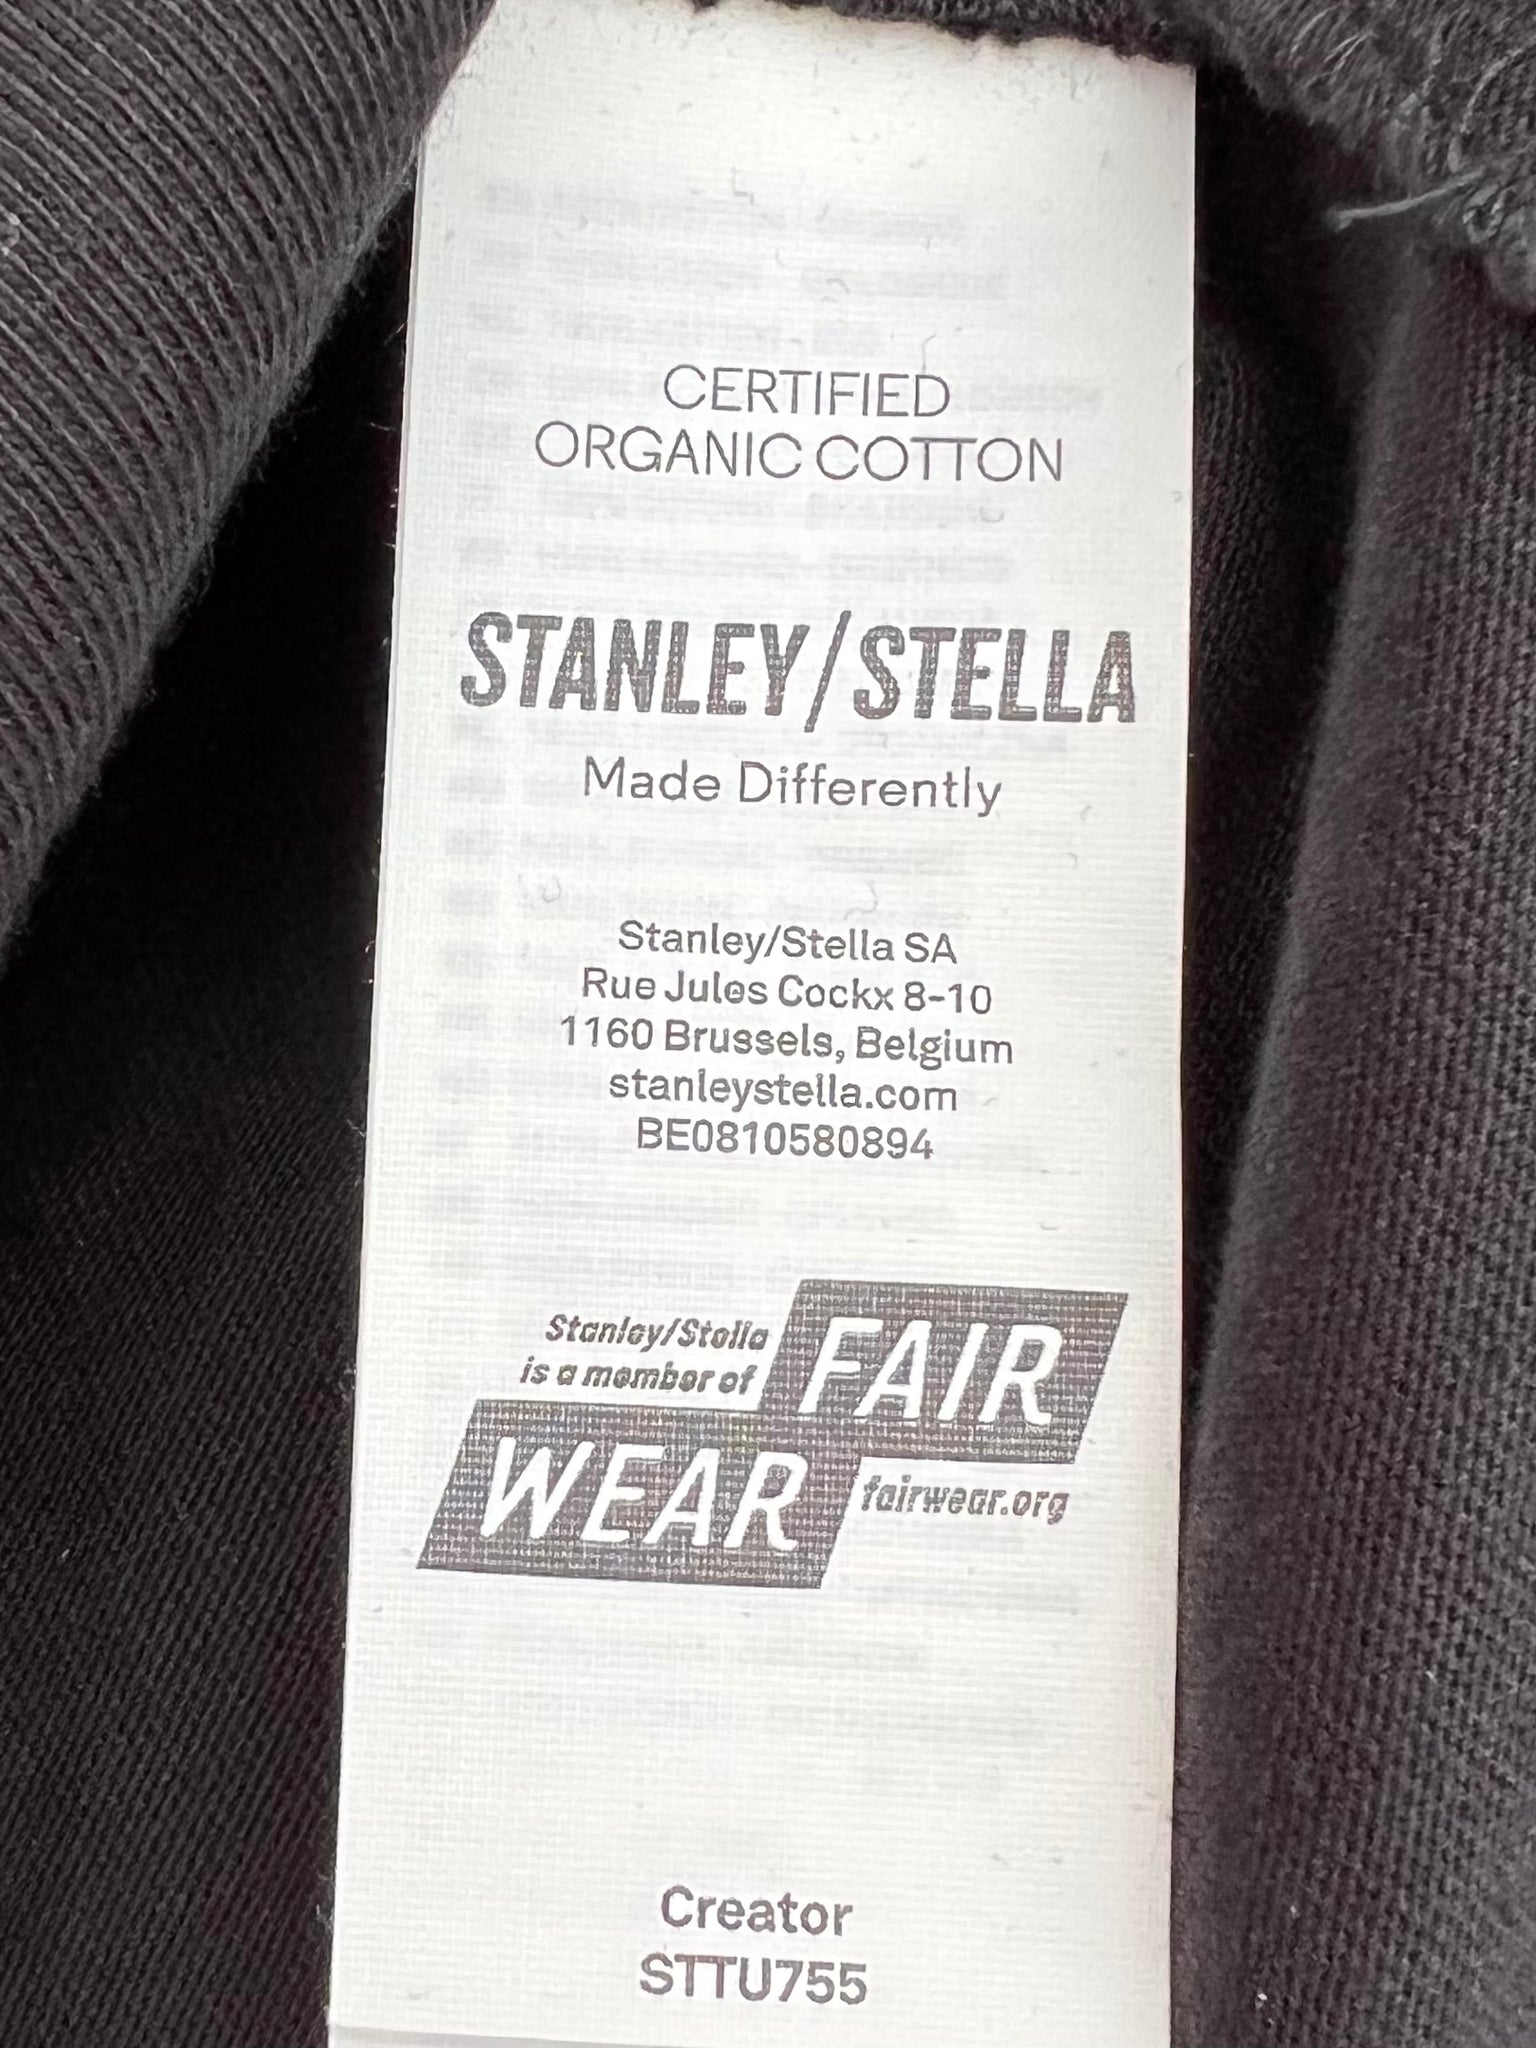 CERTIFIED
ORGANIC COTTON
STANLEY/STELLA
Made Differently
Stanley/Stella SA
Rue Jules Cockx 8-10
1160 Brussels, Belgium
stanleystella.com
BE0810580894
Stanley/Stella
is a member of
FAIR
WEAR
fairwear.org
Creator
STTU755